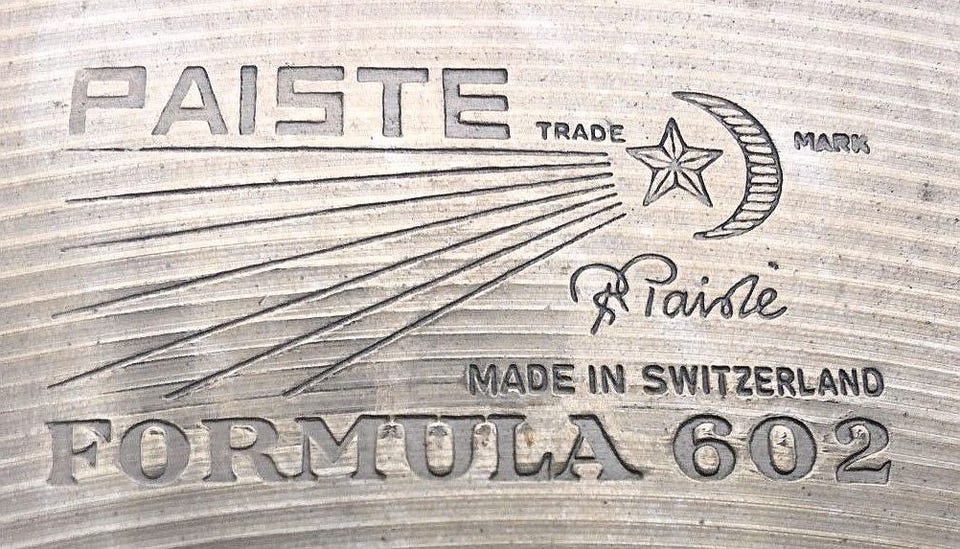 PAISTE
TRADE MARK
Paiste
MADE IN SWITZERLAND
FORMULA 602